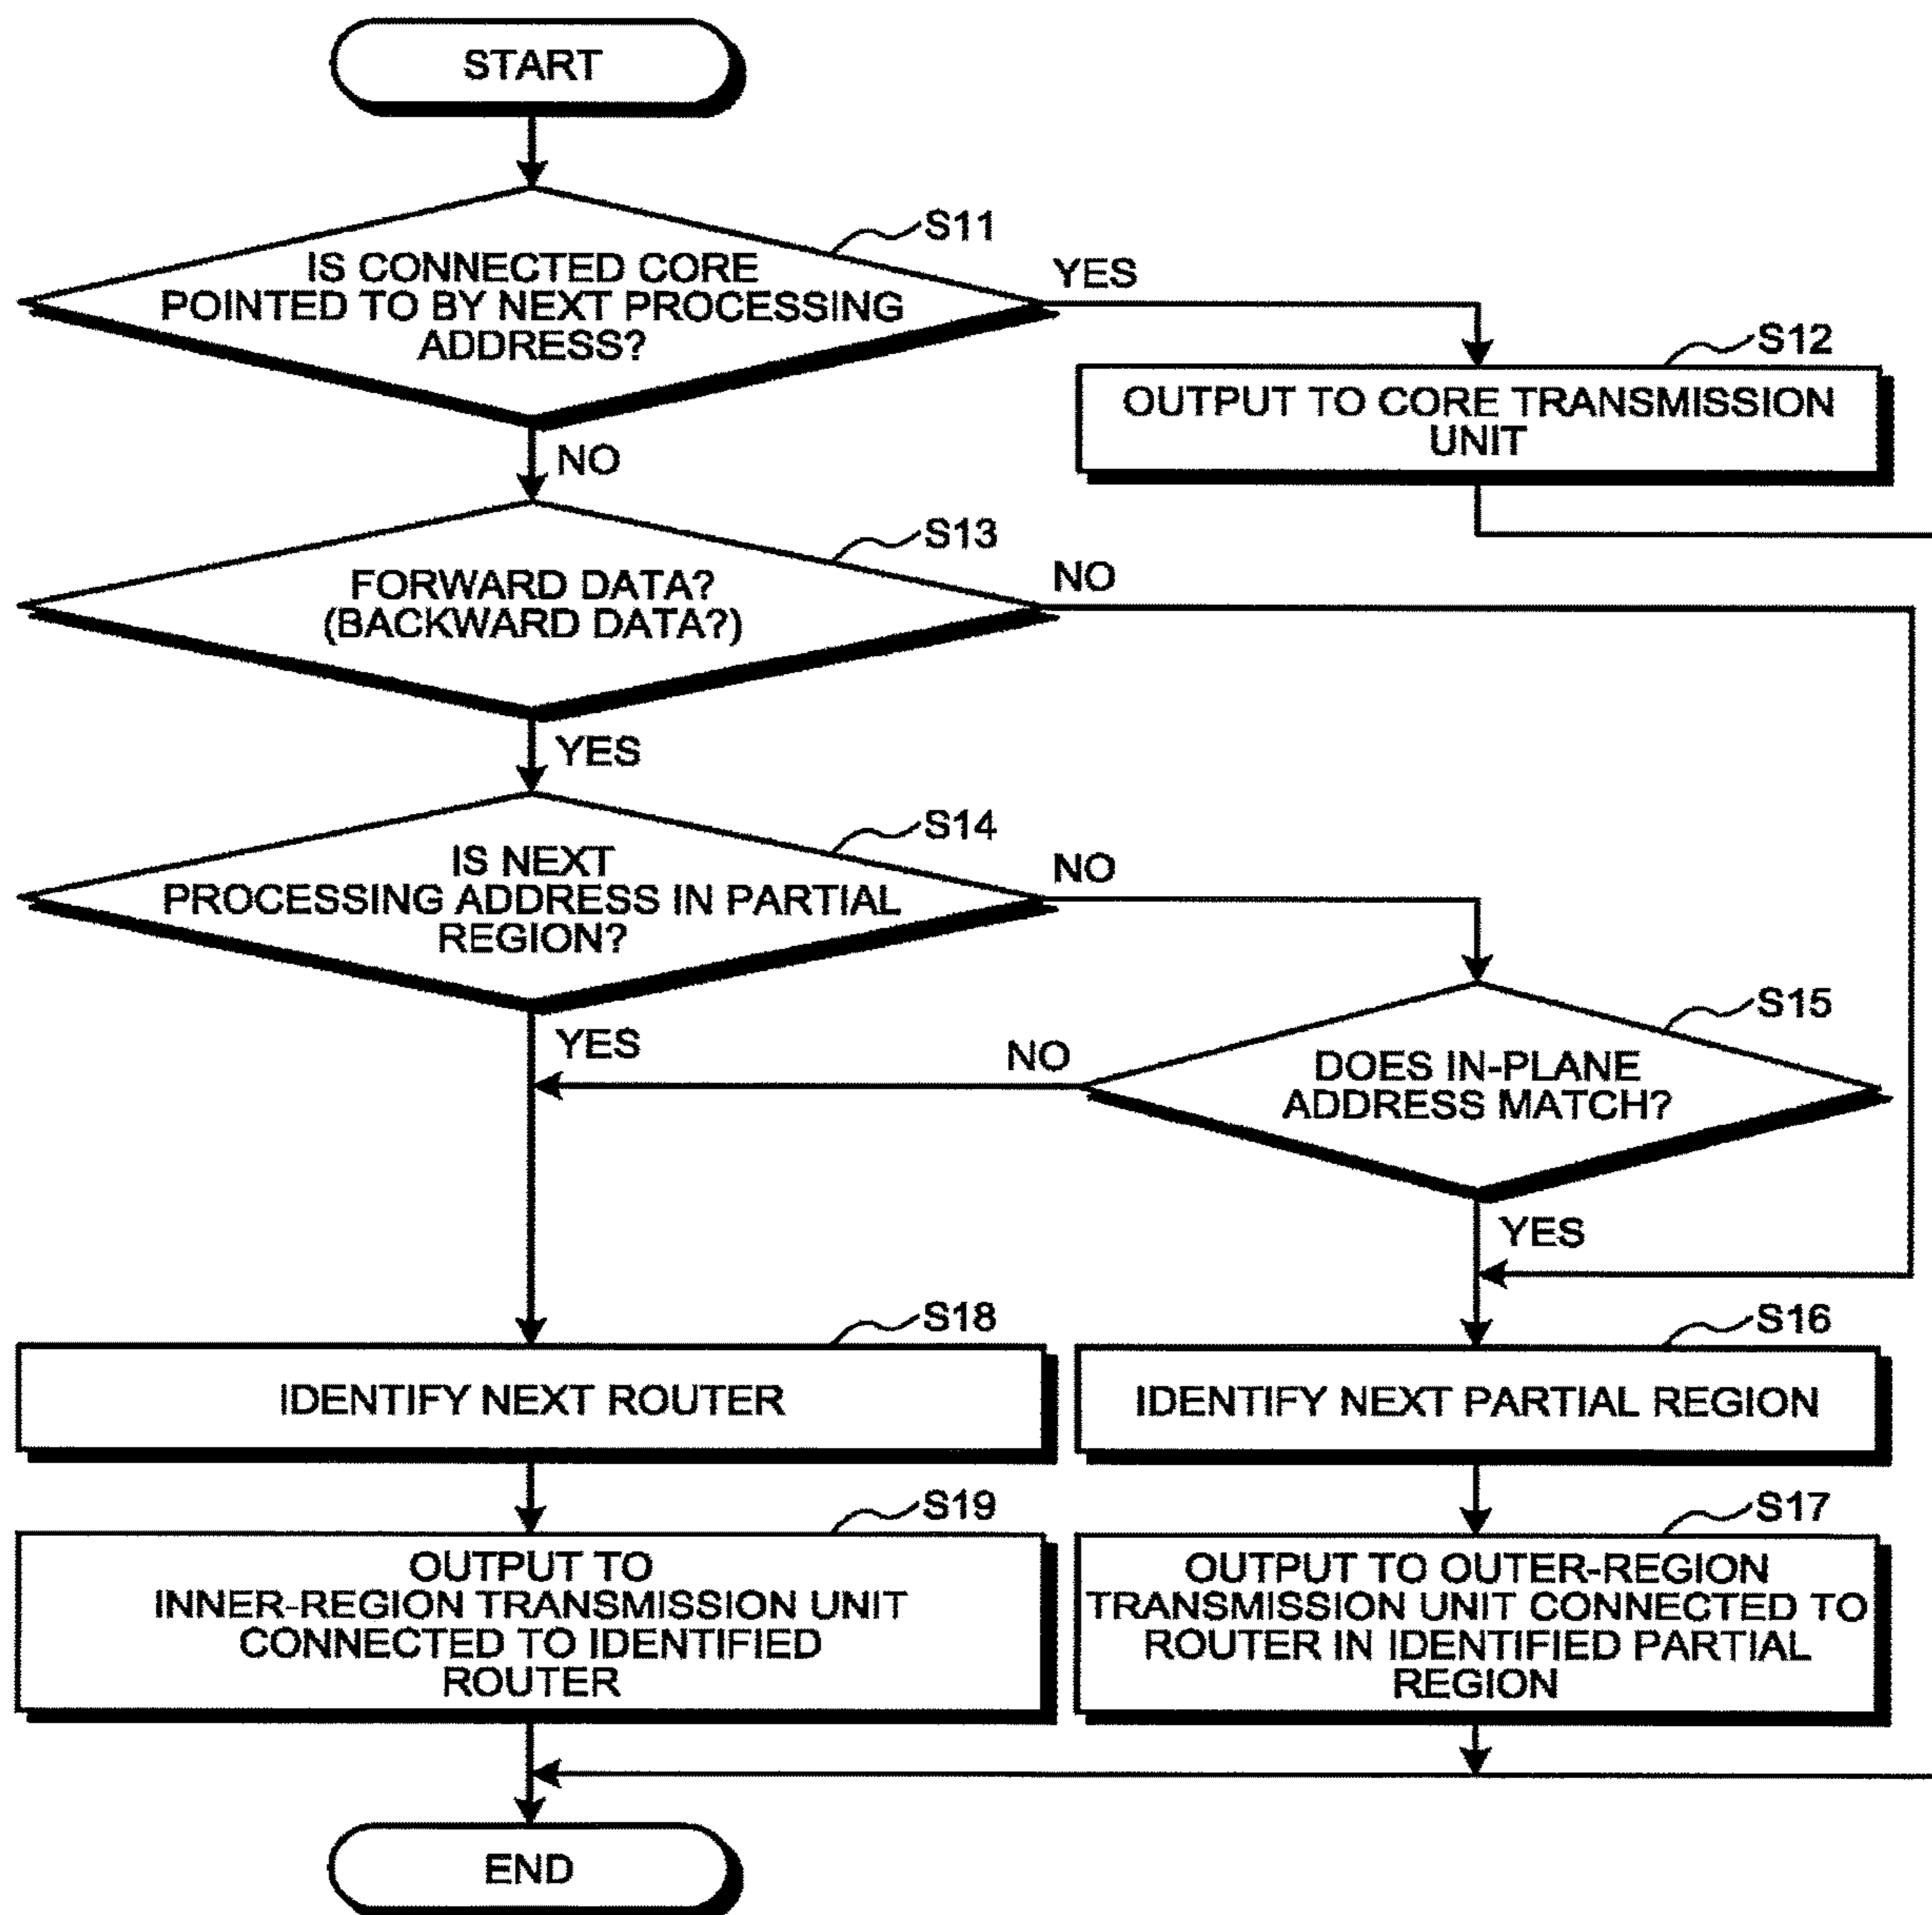 START
S11
IS CONNECTED CORE
POINTED TO BY NEXT PROCESSING
ADDRESS?
YES
S12
OUTPUT TO CORE TRANSMISSION
UNIT
NO
S13
FORWARD DATA?
(BACKWARD DATA?)
NO
YES
S14
IS NEXT
PROCESSING ADDRESS IN PARTIAL
REGION?
NO
S15
DOES IN-PLANE
ADDRESS MATCH?
YES
NO
YES
S18
IDENTIFY NEXT ROUTER
S16
IDENTIFY NEXT PARTIAL REGION
S19
OUTPUT TO
INNER-REGION TRANSMISSION UNIT
CONNECTED TO IDENTIFIED
ROUTER
S17
OUTPUT TO OUTER-REGION
TRANSMISSION UNIT CONNECTED TO
ROUTER IN IDENTIFIED PARTIAL
REGION
END